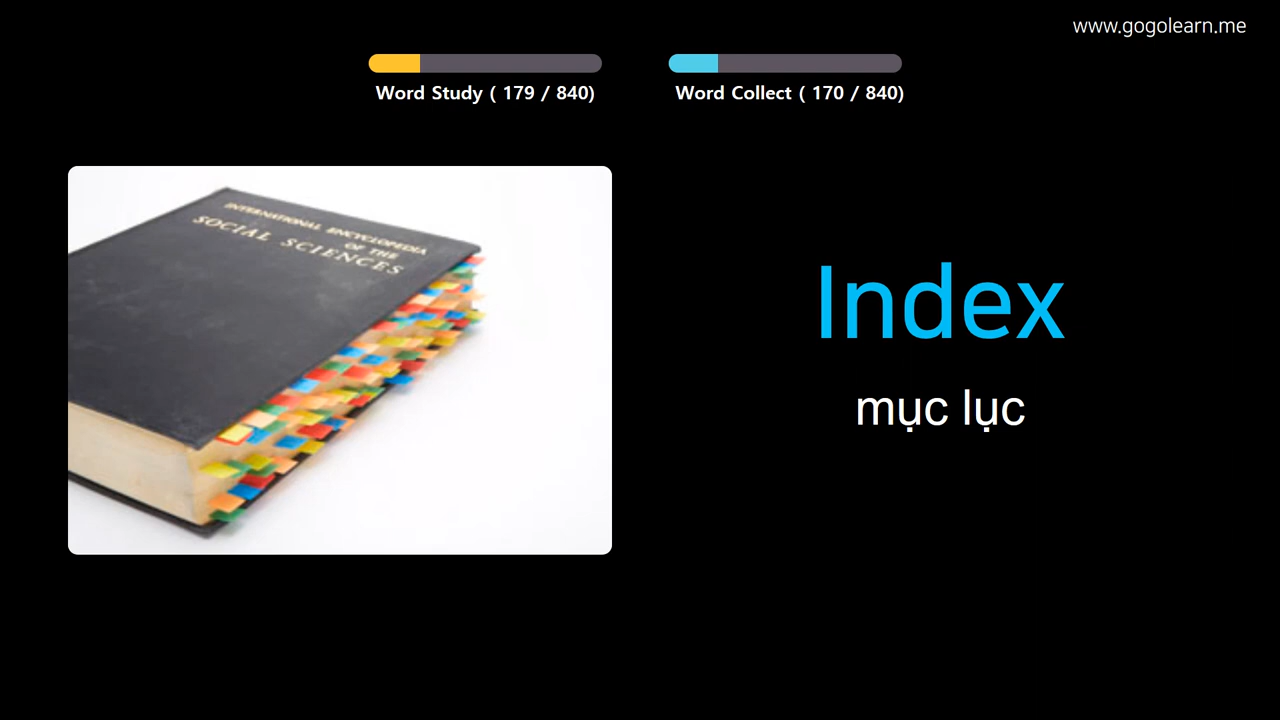 www.gogolearn.me
Word Study ( 179 / 840)
Word Collect ( 170 / 840)
INTERNATIONAL ENCYCLOPEDIA
OF THE
SOCIAL SCIENCES
Index
mục lục